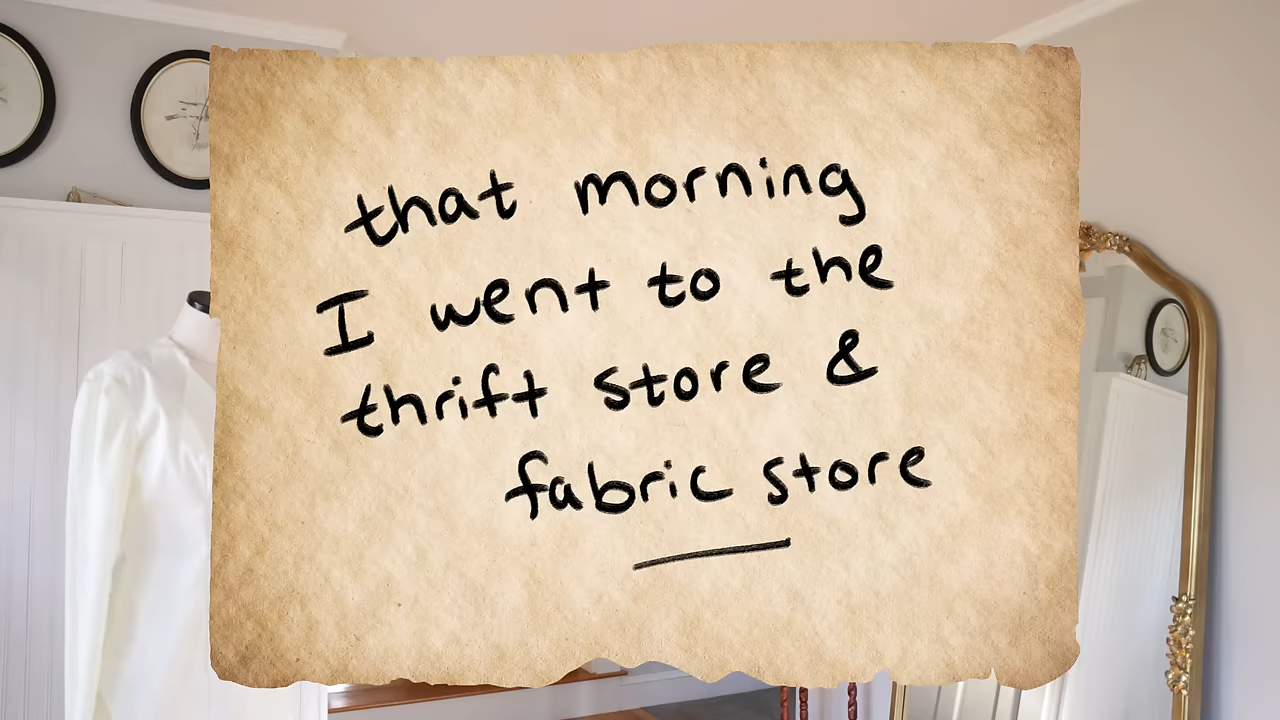 that morning
I went to the
thrift store &
fabric store